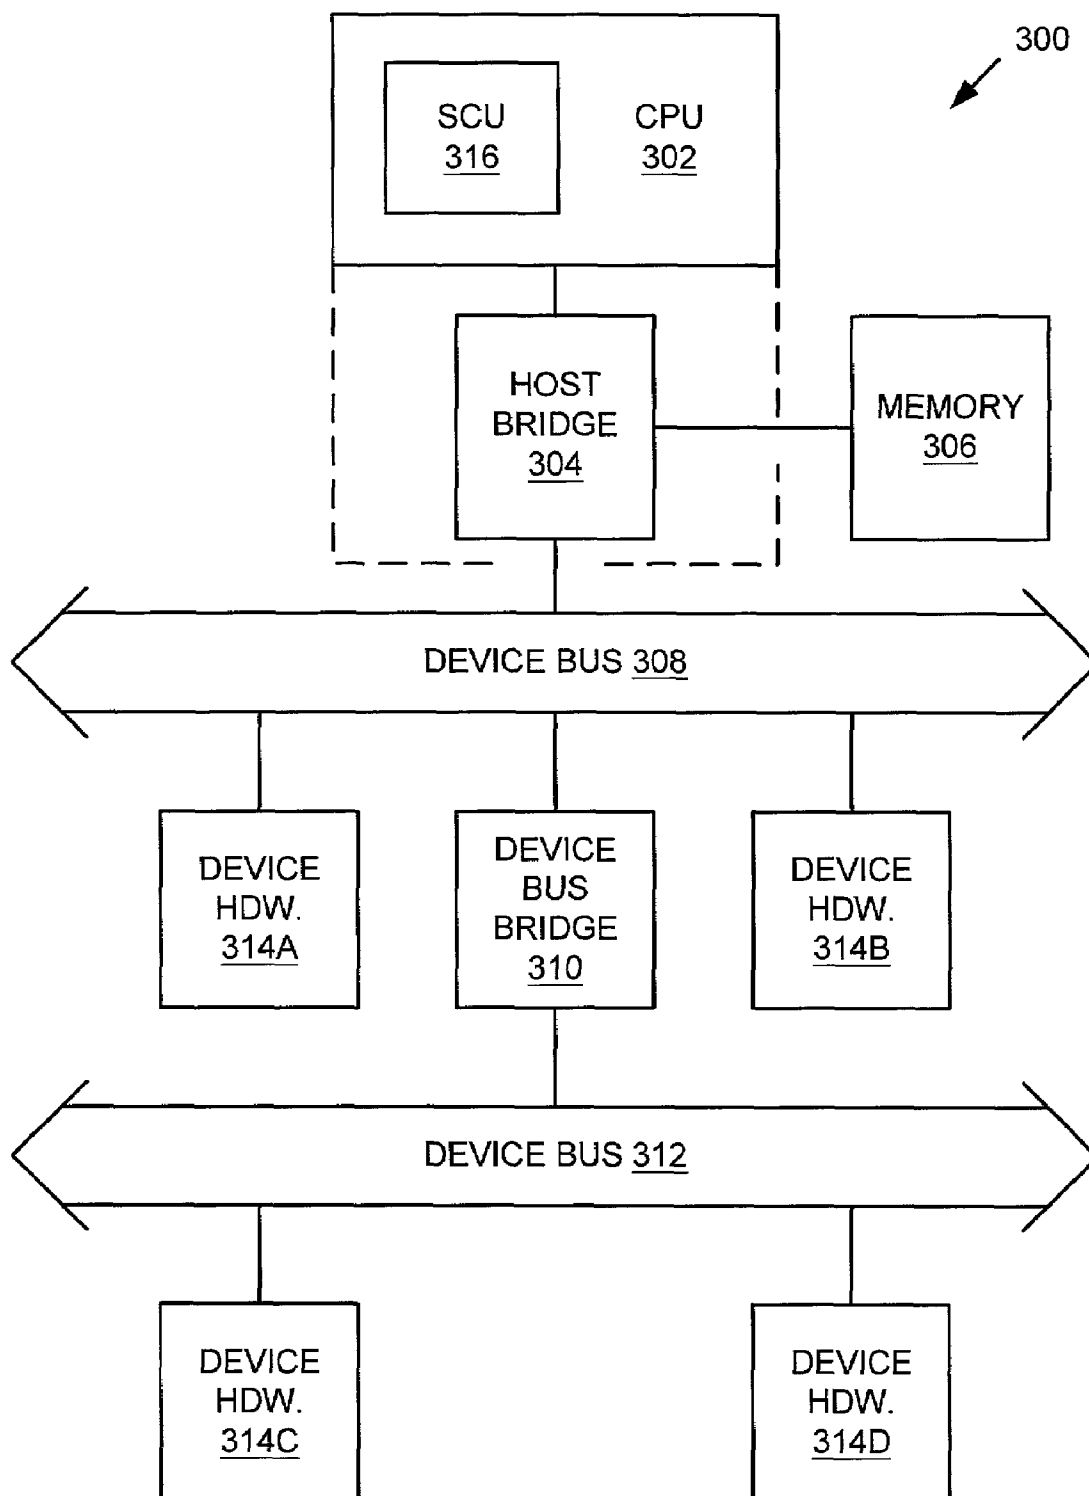 300
SCU
316
CPU
302
HOST
BRIDGE
304
MEMORY
306
DEVICE BUS 308
DEVICE
HDW.
314A
DEVICE
BUS
BRIDGE
310
DEVICE
HDW.
314B
DEVICE BUS 312
DEVICE
HDW.
314C
DEVICE
HDW.
314D